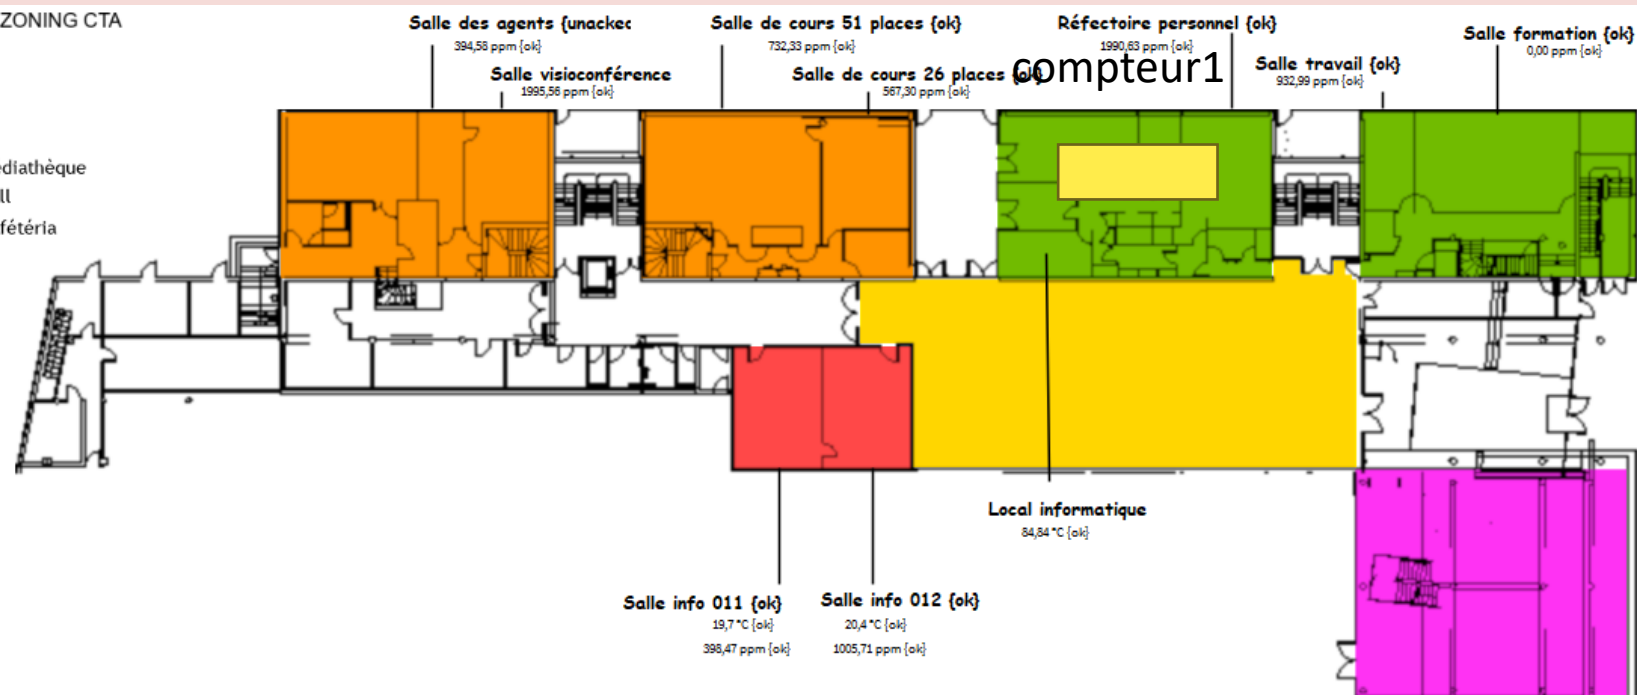 ZONING CTA
Salle des agents {unacked
394,58 ppm {ok}
Salle visioconférence
1995,56 ppm {ok}
Salle de cours 51 places {ok}
732,33 ppm {ok}
Salle de cours 26 places {ok}
567,30 ppm {ok}
Réfectoire personnel {ok}
1990,63 ppm {ok}
compteur1
Salle travail {ok}
932,99 ppm {ok}
Salle formation {ok}
0,00 ppm {ok}
édiathèque
ll
fétéria
Local informatique
84,84 °C {ok}
Salle info 011 {ok}
19,7 °C {ok}
398,47 ppm {ok}
Salle info 012 {ok}
20,4 °C {ok}
1005,71 ppm {ok}